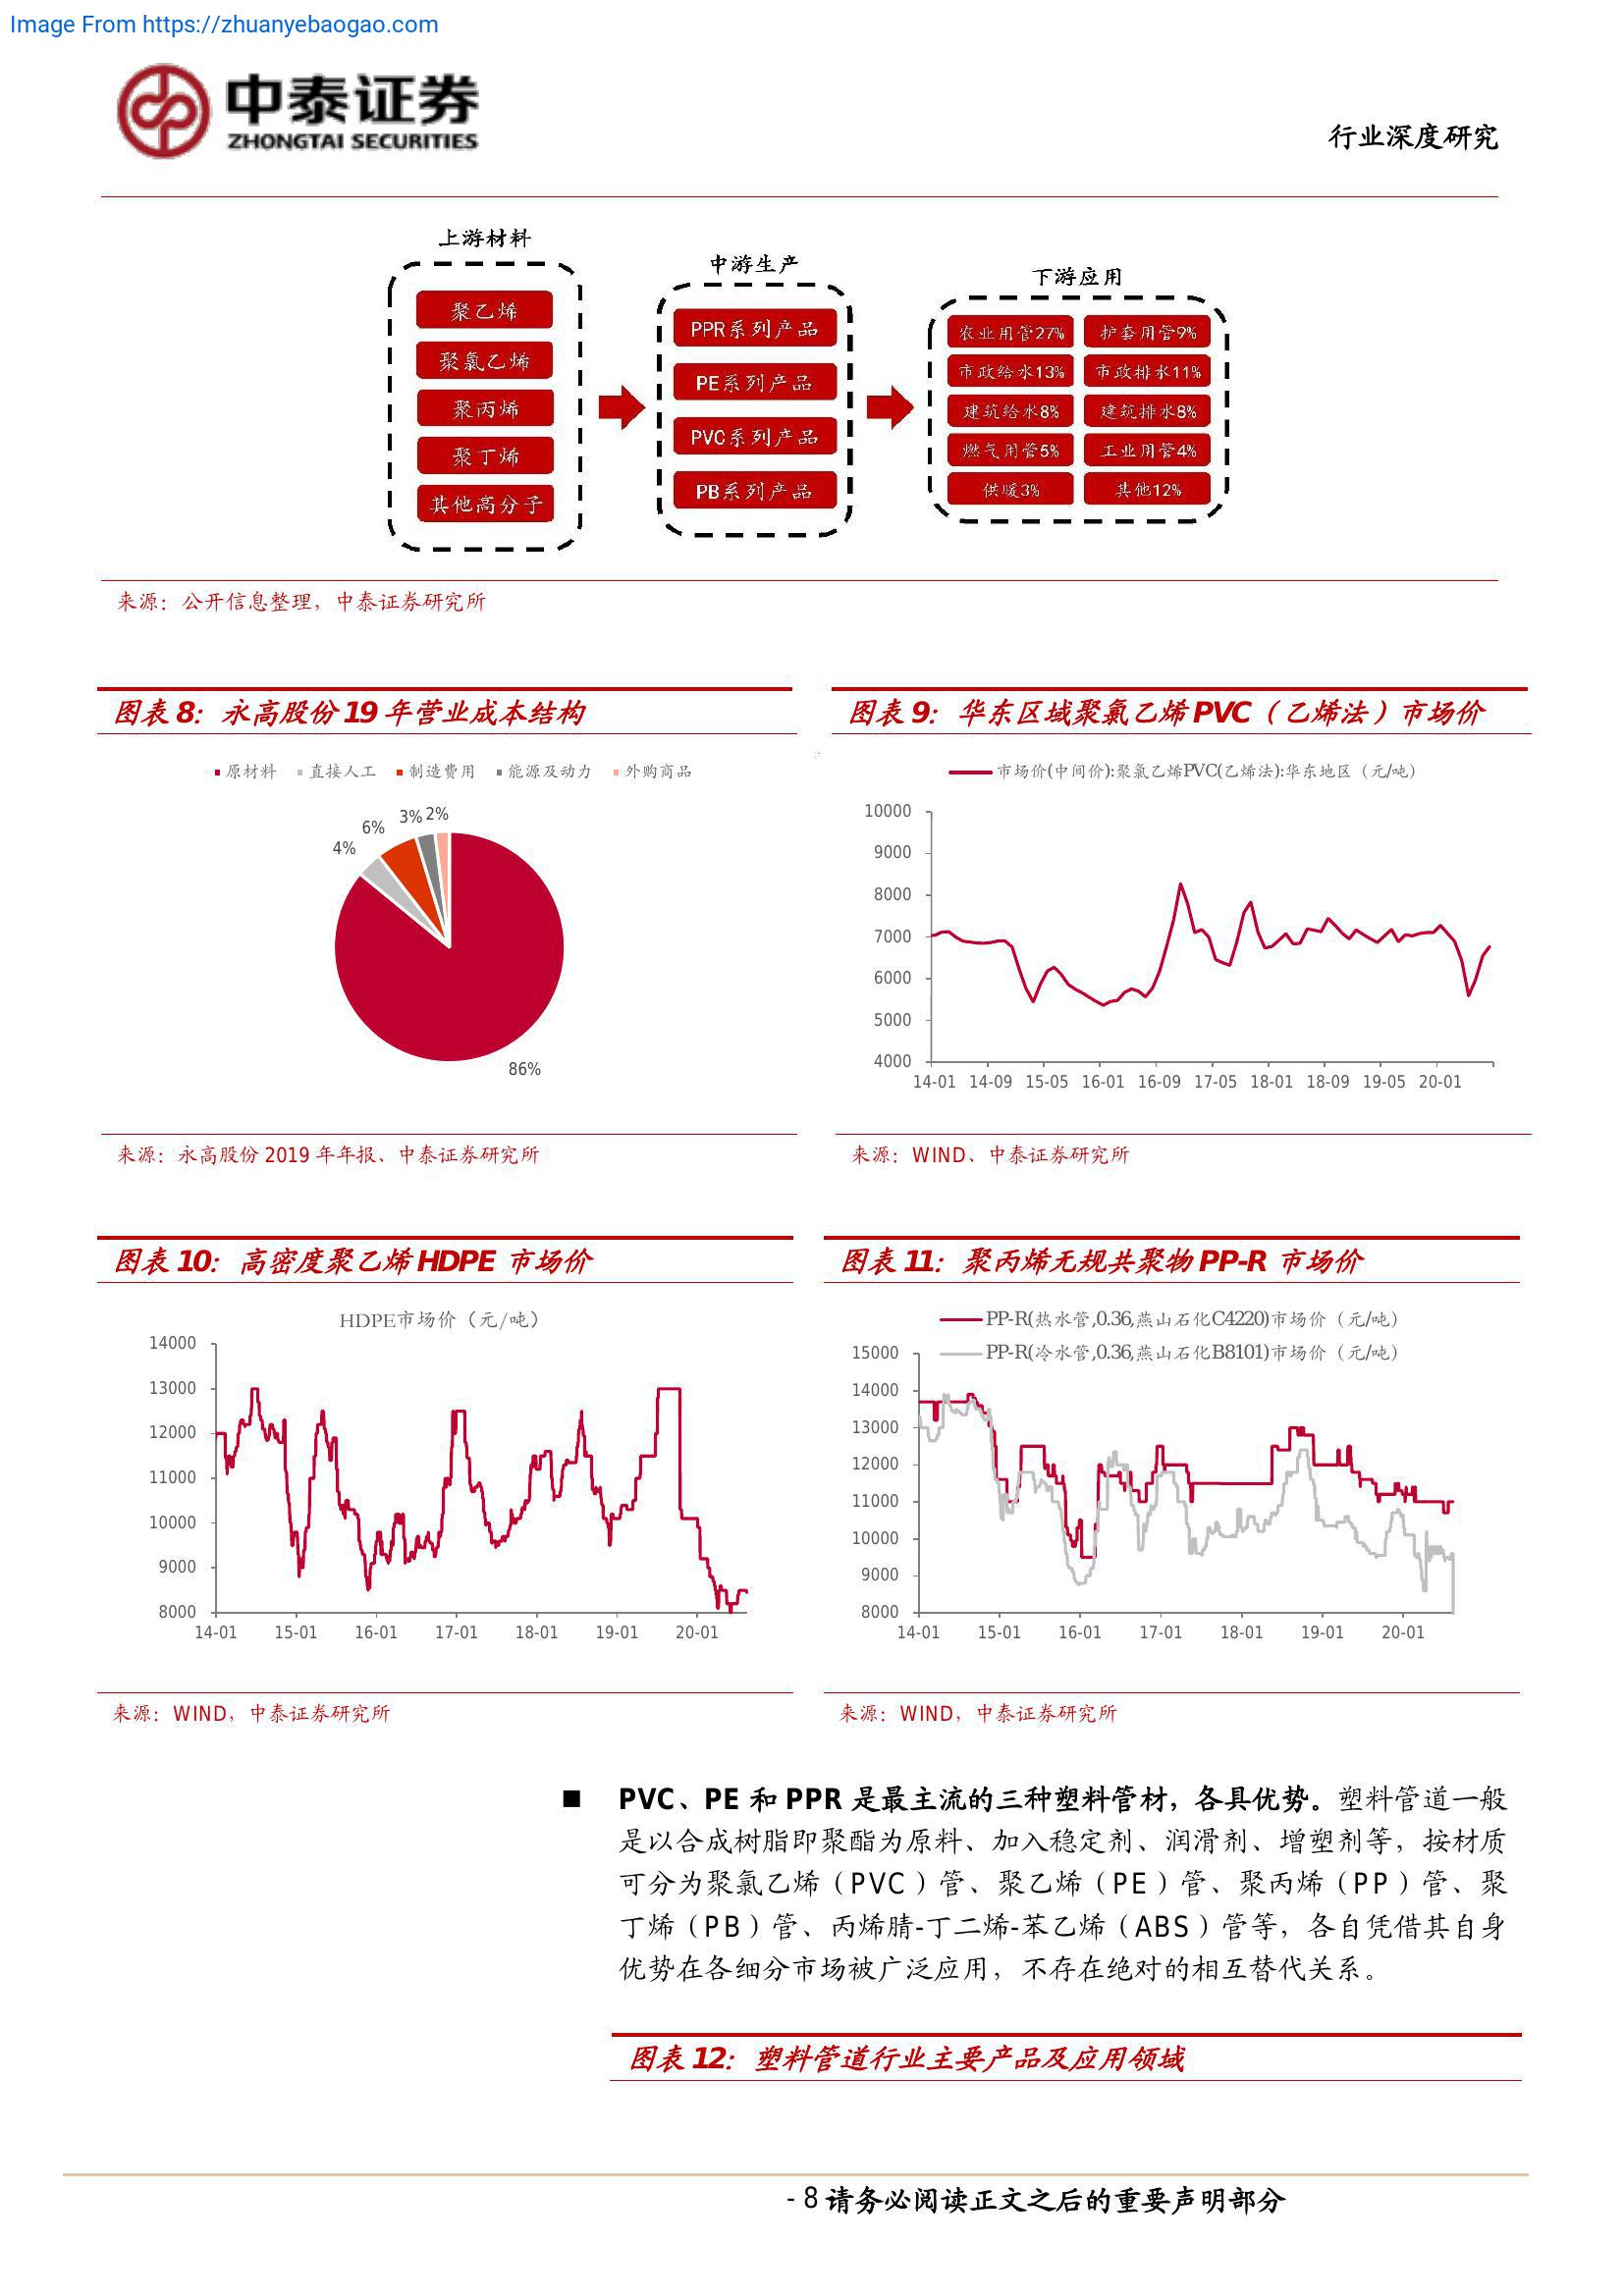 Image From https://zhuanyebaogao.com
中泰证券
ZHONGTAI SECURITIES
行业深度研究
上游材料
聚乙烯
聚氯乙烯
聚丙烯
聚丁烯
其他高分子
中游生产
PPR系列产品
PE系列产品
PVC系列产品
PB系列产品
下游应用
农业用管27% 护套用管9%
市政给水13% 市政排水11%
建筑给水8% 建筑排水8%
燃气用管5% 工业用管4%
供暖3% 其他12%
来源：公开信息整理，中泰证券研究所
图表8：永高股份19年营业成本结构
原材料 直接人工 制造费用 能源及动力 外购商品
4% 6% 3% 2%
86%
来源：永高股份2019年年报、中泰证券研究所
图表9：华东区域聚氯乙烯PVC（乙烯法）市场价
市场价(中间价):聚氯乙烯PVC(乙烯法):华东地区（元/吨）
10000
9000
8000
7000
6000
5000
4000
14-01 14-09 15-05 16-01 16-09 17-05 18-01 18-09 19-05 20-01
来源：WIND、中泰证券研究所
图表10：高密度聚乙烯HDPE 市场价
HDPE市场价（元/吨）
14000
13000
12000
11000
10000
9000
8000
14-01 15-01 16-01 17-01 18-01 19-01 20-01
来源：WIND，中泰证券研究所
图表11：聚丙烯无规共聚物PP-R 市场价
PP-R(热水管,0.36,燕山石化C4220)市场价（元/吨）
PP-R(冷水管,0.36,燕山石化B8101)市场价（元/吨）
15000
14000
13000
12000
11000
10000
9000
8000
14-01 15-01 16-01 17-01 18-01 19-01 20-01
来源：WIND，中泰证券研究所
■ PVC、PE和PPR是最主流的三种塑料管材，各具优势。塑料管道一般
是以合成树脂即聚酯为原料、加入稳定剂、润滑剂、增塑剂等，按材质
可分为聚氯乙烯（PVC）管、聚乙烯（PE）管、聚丙烯（PP）管、聚
丁烯（PB）管、丙烯腈-丁二烯-苯乙烯（ABS）管等，各自凭借其自身
优势在各细分市场被广泛应用，不存在绝对的相互替代关系。
图表12：塑料管道行业主要产品及应用领域
- 8 请务必阅读正文之后的重要声明部分